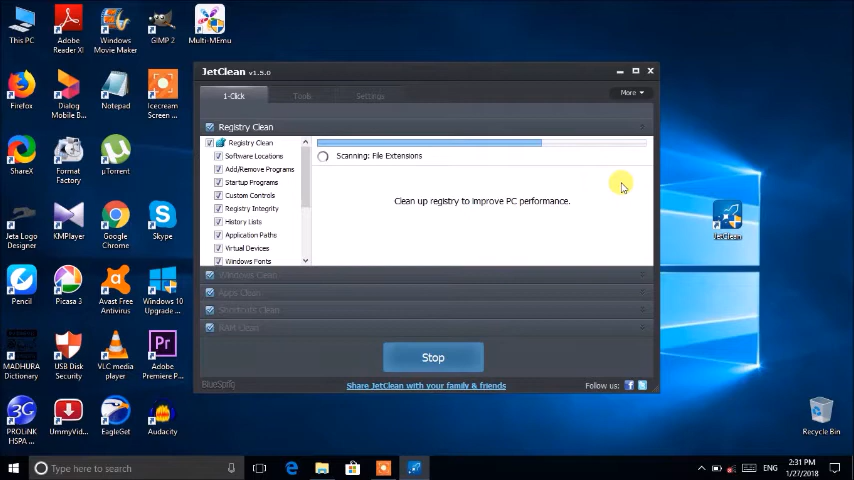 This PC
Adobe
Reader XI
Windows
Movie Maker
GIMP 2
Multi-MEmu
Firefox
Dialog
Mobile B...
Notepad
Icecream
Screen ...
ShareX
Format
Factory
µTorrent
Jeta Logo
Designer
KMPlayer
Google
Chrome
Skype
Pencil
Picasa 3
Avast Free
Antivirus
Windows 10
Upgrade ...
MADHURA
Dictionary
USB Disk
Security
VLC media
player
Adobe
Premiere P...
PROLiNK
HSPA ...
UmmyVid...
EagleGet
Audacity
JetClean v1.5.0
1-Click
Tools
Settings
More
Registry Clean
Registry Clean
Software Locations
Add/Remove Programs
Startup Programs
Custom Controls
Registry Integrity
History Lists
Application Paths
Virtual Devices
Windows Fonts
Scanning: File Extensions
Clean up registry to improve PC performance.
Windows Clean
Apps Clean
Shortcuts Clean
RAM Clean
Stop
BlueSprig
Share JetClean with your family & friends
Follow us:
JetClean
Recycle Bin
Type here to search
ENG
2:31 PM
1/27/2018